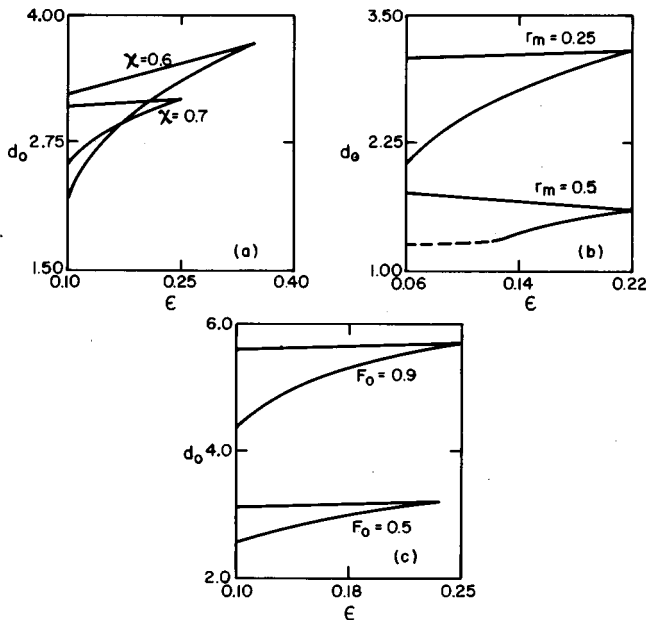 4.00
χ=0.6
χ=0.7
2.75
d₀
(a)
1.50
0.10
0.25
0.40
ϵ
3.50
r_m = 0.25
2.25
dₑ
r_m = 0.5
(b)
1.00
0.06
0.14
0.22
ϵ
6.0
F₀ = 0.9
4.0
d₀
F₀ = 0.5
(c)
2.0
0.10
0.18
0.25
ϵ